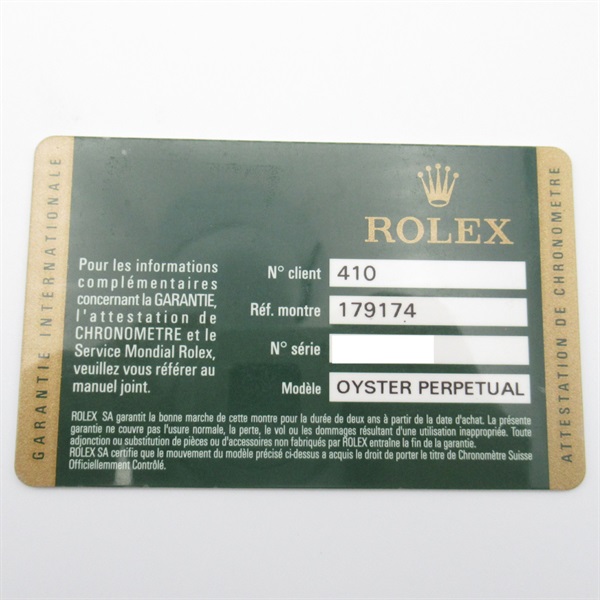 GARANTIE INTERNATIONALE
ROLEX
Pour les informations
complémentaires
concernant la GARANTIE,
l'attestation de
CHRONOMETRE et le
Service Mondial Rolex,
veuillez vous référer au
manuel joint.
N° client 410
Réf. montre 179174
N° série
Modèle OYSTER PERPETUAL
ROLEX SA garantit la bonne marche de cette montre pour la durée de deux ans à partir de la date d'achat. La présente
garantie ne couvre pas l'usure normale, la perte, le vol ou les dommages résultant d'une utilisation inappropriée. Toute
adjonction ou substitution de pièces ou d'accessoires non fabriqués par ROLEX entraîne la fin de la garantie.
ROLEX SA certifie que le mouvement du modèle précisé ci-dessus a acquis le droit de porter le titre de Chronomètre Suisse
Officiellement Contrôlé.
ATTESTATION DE CHRONOMETRE